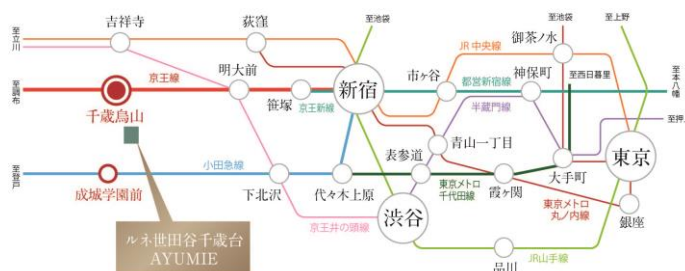 至池袋
至上野
吉祥寺
荻窪
御茶ノ水
至立川
JR中央線
至池袋
京王線
明大前
新宿
市ヶ谷
都営新宿線
神保町
至西日暮里
至本八幡
至調布
千歳烏山
笹塚
京王新線
半蔵門線
青山一丁目
表参道
東京
小田急線
至登戸
成城学園前
下北沢
代々木上原
東京メトロ
千代田線
霞ヶ関
大手町
ルネ世田谷千歳台
AYUMIE
京王井の頭線
渋谷
東京メトロ
丸ノ内線
銀座
品川
JR山手線